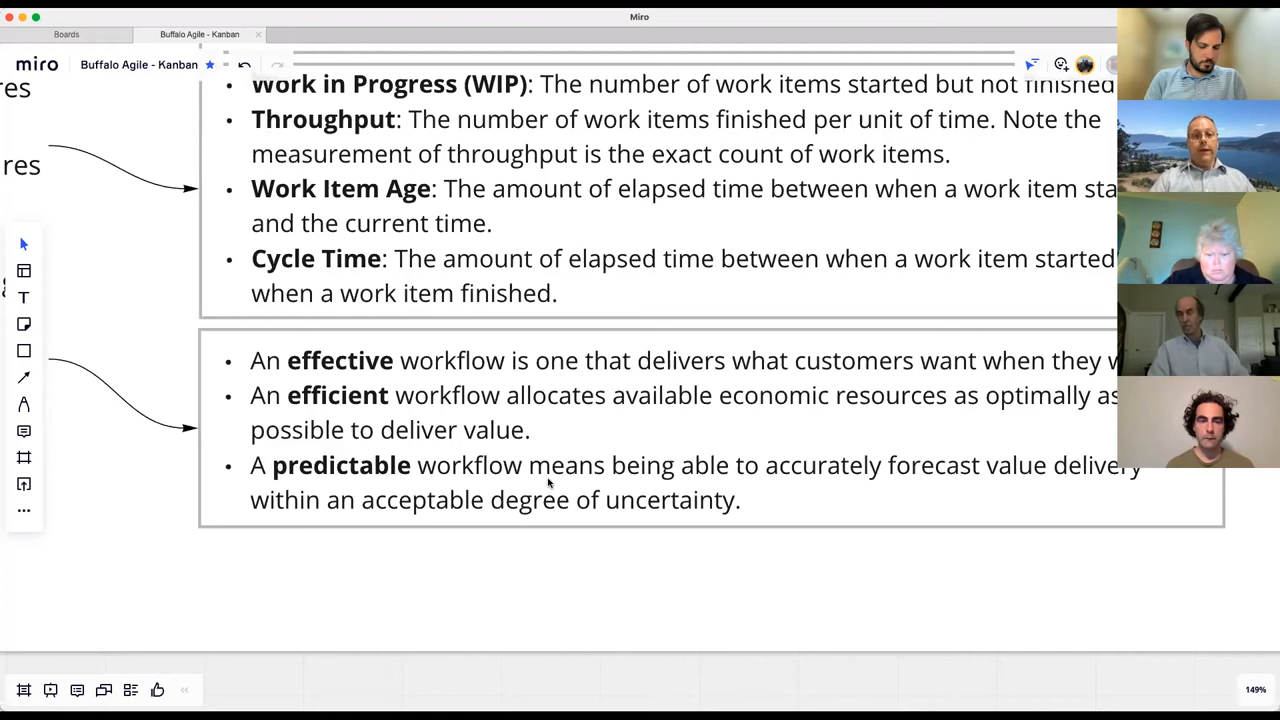 Miro
Boards
Buffalo Agile - Kanban
miro
Buffalo Agile - Kanban
es
res
• Work in Progress (WIP): The number of work items started but not finished
• Throughput: The number of work items finished per unit of time. Note the
measurement of throughput is the exact count of work items.
• Work Item Age: The amount of elapsed time between when a work item sta
and the current time.
• Cycle Time: The amount of elapsed time between when a work item started
when a work item finished.
• An effective workflow is one that delivers what customers want when they w
• An efficient workflow allocates available economic resources as optimally as
possible to deliver value.
• A predictable workflow means being able to accurately forecast value delivery
within an acceptable degree of uncertainty.
149%